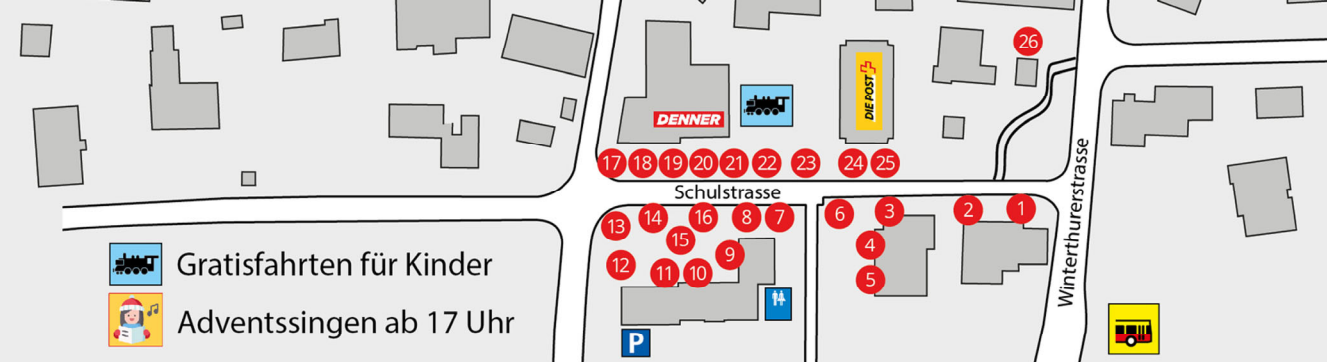 26
DIE POST
DENNER
17 18 19 20 21 22 23 24 25
Schulstrasse
Winterthurerstrasse
13 14 16 8 7 6 3 2 1
15
12 11 10 9 4
5
Gratisfahrten für Kinder
Adventssingen ab 17 Uhr
P